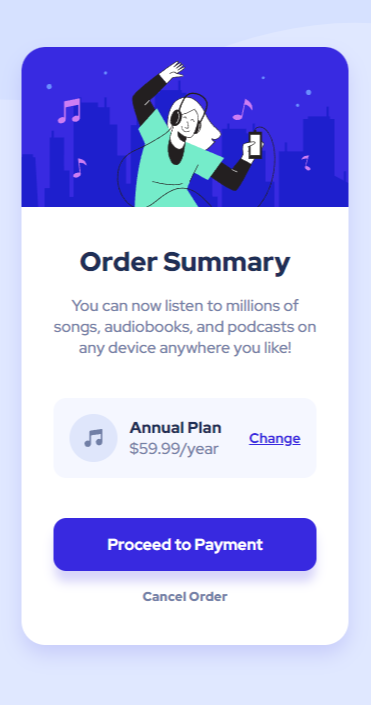 Order Summary
You can now listen to millions of
songs, audiobooks, and podcasts on
any device anywhere you like!
Annual Plan
$59.99/year
Change
Proceed to Payment
Cancel Order